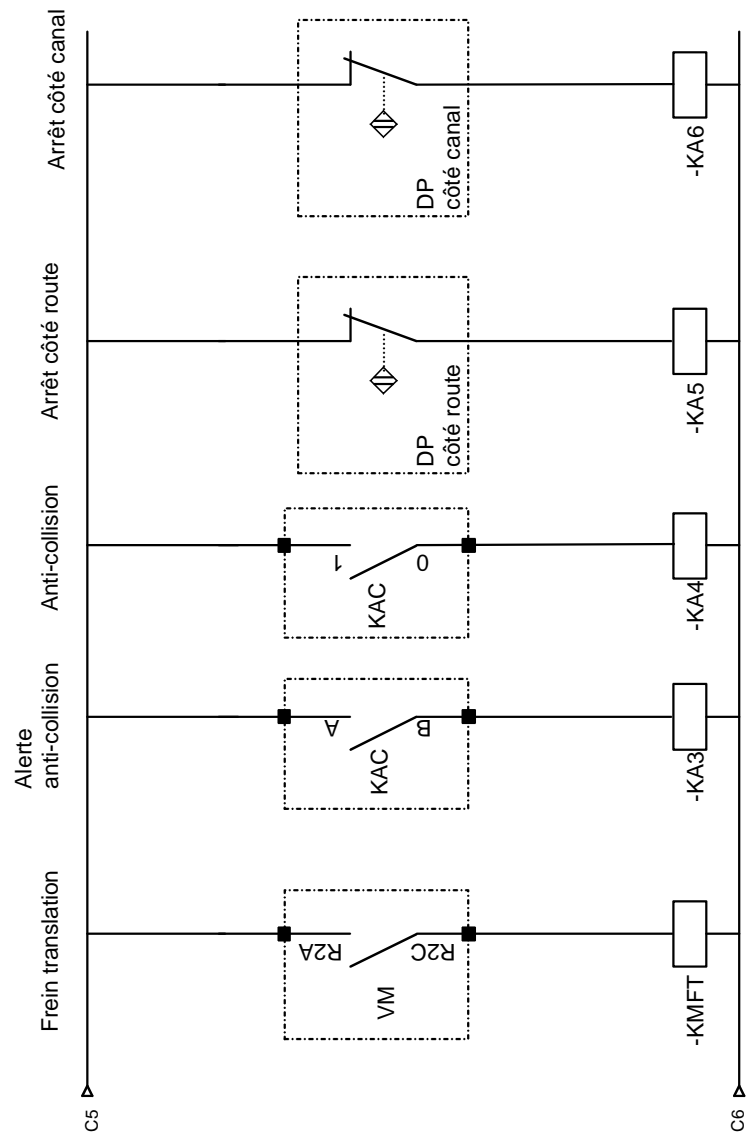 Alerte
Frein translation
anti-collision
Anti-collision
Arrêt côté route
Arrêt côté canal
C5
R2A
R2C
VM
A
B
KAC
1
0
KAC
DP
côté route
DP
côté canal
-KMFT
-KA3
-KA4
-KA5
-KA6
C6